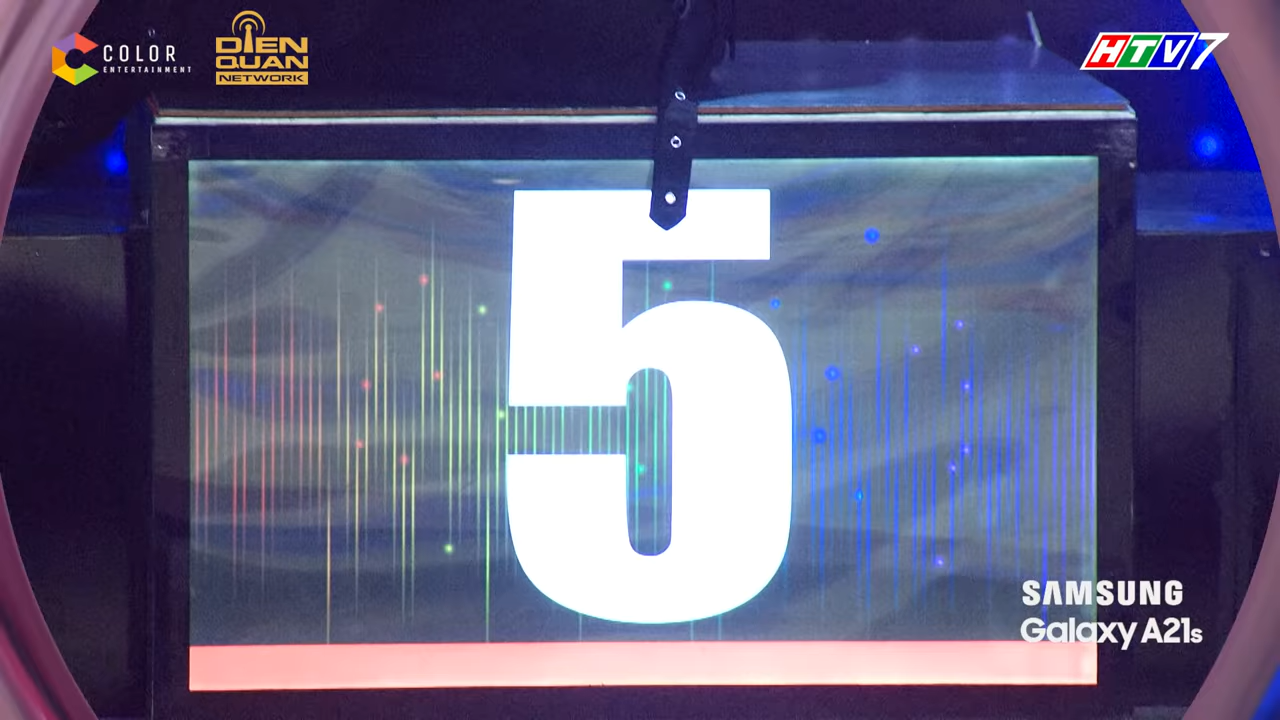 COLOR
ENTERTAINMENT
DIEN
QUAN
NETWORK
HTV7
5
SAMSUNG
Galaxy A21s